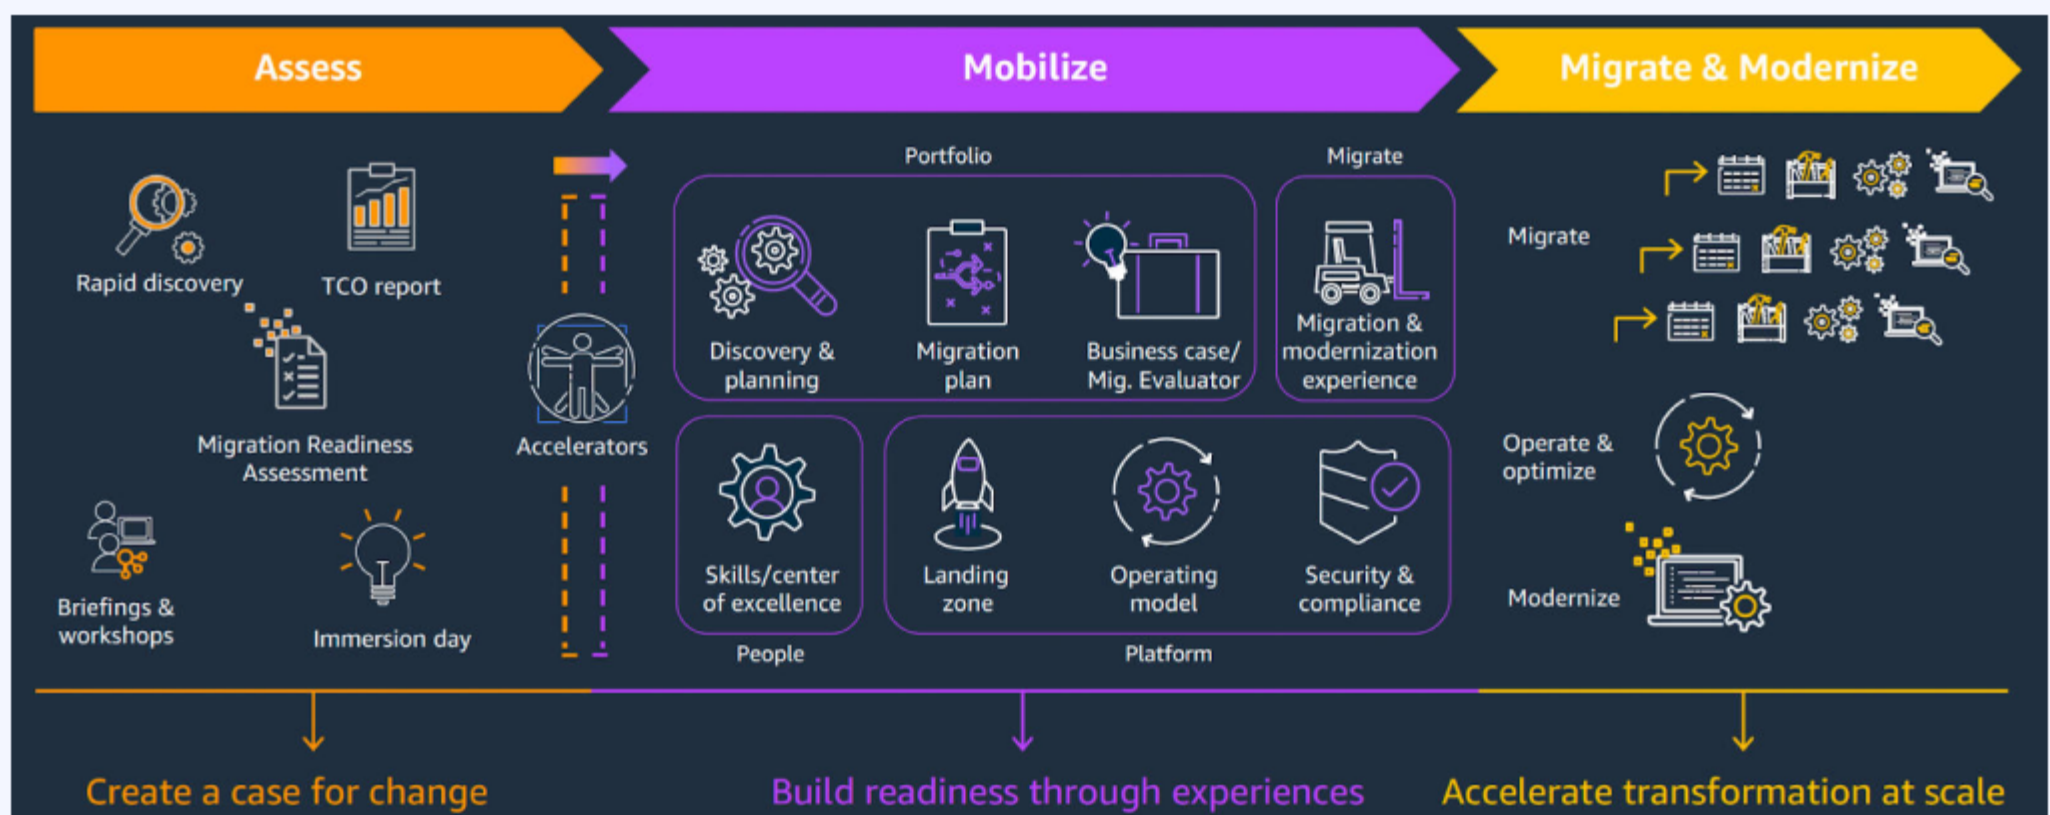 Assess
Mobilize
Migrate & Modernize
Rapid discovery
TCO report
Migration Readiness
Assessment
Briefings &
workshops
Immersion day
Accelerators
Portfolio
Discovery &
planning
Migration
plan
Business case/
Mig. Evaluator
Migrate
Migration &
modernization
experience
Skills/center
of excellence
People
Landing
zone
Operating
model
Security &
compliance
Platform
Migrate
Operate &
optimize
Modernize
Create a case for change
Build readiness through experiences
Accelerate transformation at scale